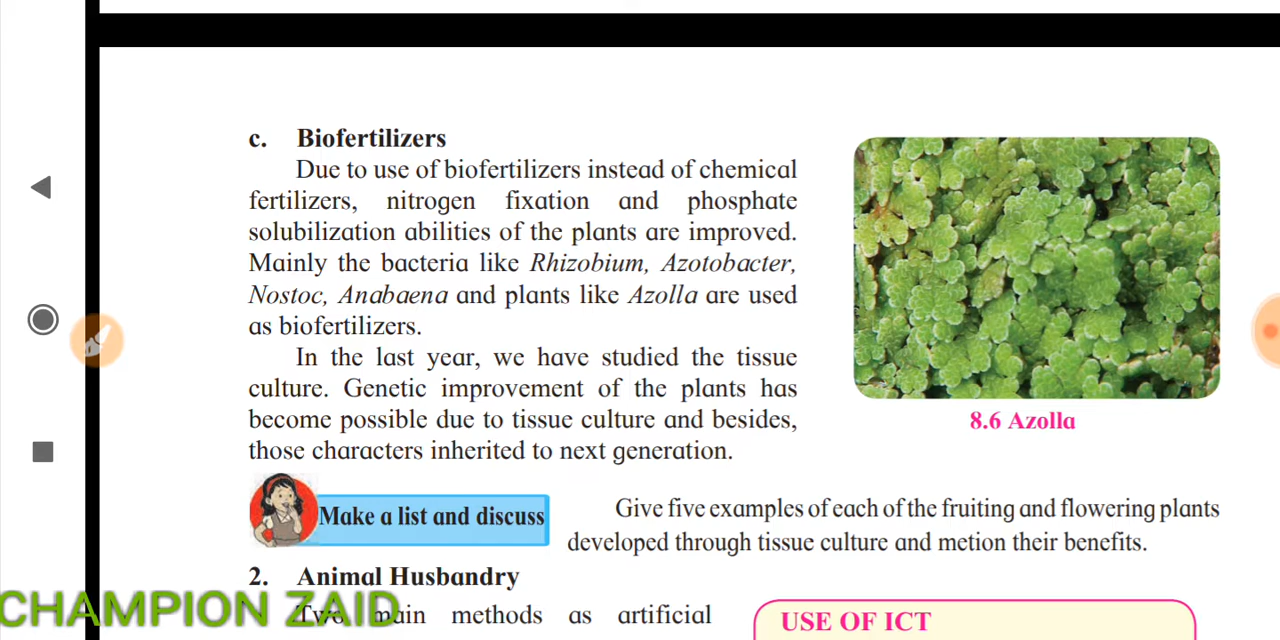 c. Biofertilizers
Due to use of biofertilizers instead of chemical
fertilizers, nitrogen fixation and phosphate
solubilization abilities of the plants are improved.
Mainly the bacteria like Rhizobium, Azotobacter,
Nostoc, Anabaena and plants like Azolla are used
as biofertilizers.
In the last year, we have studied the tissue
culture. Genetic improvement of the plants has
become possible due to tissue culture and besides,
those characters inherited to next generation.
8.6 Azolla
Make a list and discuss
Give five examples of each of the fruiting and flowering plants
developed through tissue culture and metion their benefits.
2. Animal Husbandry
Two main methods as artificial
CHAMPION ZAID
USE OF ICT